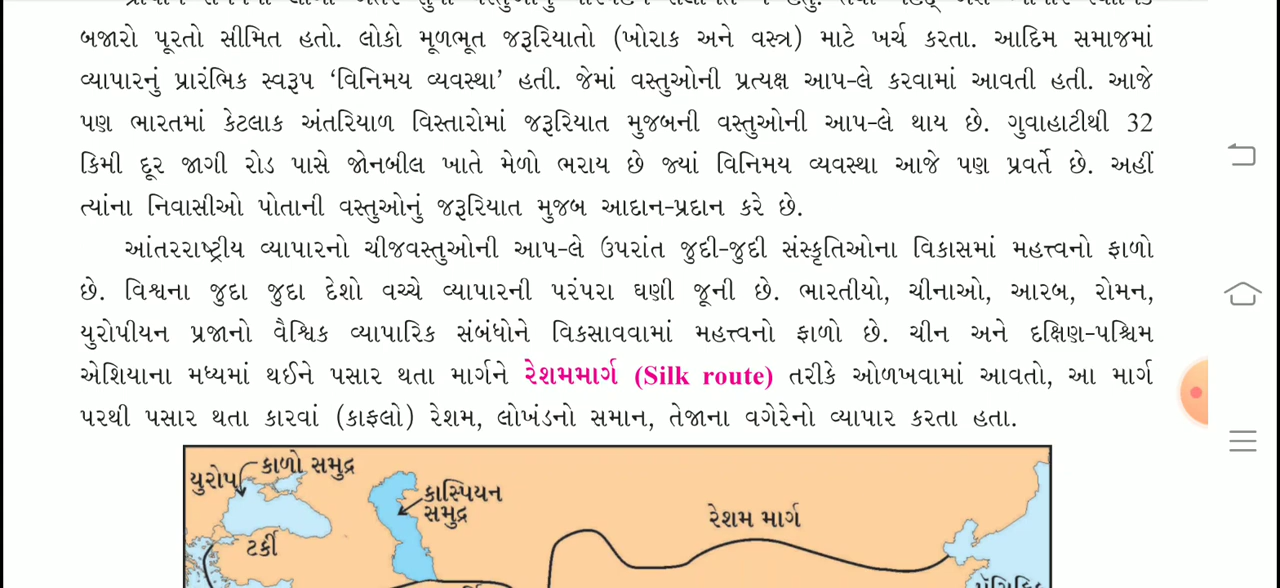 બજારો પૂરતો સીમિત હતો. લોકો મૂળભૂત જરૂરિયાતો (ખોરાક અને વસ્ત્ર) માટે ખર્ચ કરતા. આદિમ સમાજમાં
વ્યાપારનું પ્રારંભિક સ્વરૂપ ‘વિનિમય વ્યવસ્થા’ હતી. જેમાં વસ્તુઓની પ્રત્યક્ષ આપ-લે કરવામાં આવતી હતી. આજે
પણ ભારતમાં કેટલાક અંતરિયાળ વિસ્તારોમાં જરૂરિયાત મુજબની વસ્તુઓની આપ-લે થાય છે. ગુવાહાટીથી 32
કિમી દૂર જાગી રોડ પાસે જોનબીલ ખાતે મેળો ભરાય છે જ્યાં વિનિમય વ્યવસ્થા આજે પણ પ્રવર્તે છે. અહીં
ત્યાંના નિવાસીઓ પોતાની વસ્તુઓનું જરૂરિયાત મુજબ આદાન-પ્રદાન કરે છે.
આંતરરાષ્ટ્રીય વ્યાપારનો ચીજવસ્તુઓની આપ-લે ઉપરાંત જુદી-જુદી સંસ્કૃતિઓના વિકાસમાં મહત્ત્વનો ફાળો
છે. વિશ્વના જુદા જુદા દેશો વચ્ચે વ્યાપારની પરંપરા ઘણી જૂની છે. ભારતીયો, ચીનાઓ, આરબ, રોમન,
યુરોપીયન પ્રજાનો વૈશ્વિક વ્યાપારિક સંબંધોને વિકસાવવામાં મહત્ત્વનો ફાળો છે. ચીન અને દક્ષિણ-પશ્ચિમ
એશિયાના મધ્યમાં થઈને પસાર થતા માર્ગને રેશમમાર્ગ (Silk route) તરીકે ઓળખવામાં આવતો, આ માર્ગ
પરથી પસાર થતા કારવાં (કાફલો) રેશમ, લોખંડનો સમાન, તેજાના વગેરેનો વ્યાપાર કરતા હતા.
કાળો સમુદ્ર
યુરોપ
કાસ્પિયન
સમુદ્ર
રેશમ માર્ગ
ટર્કી